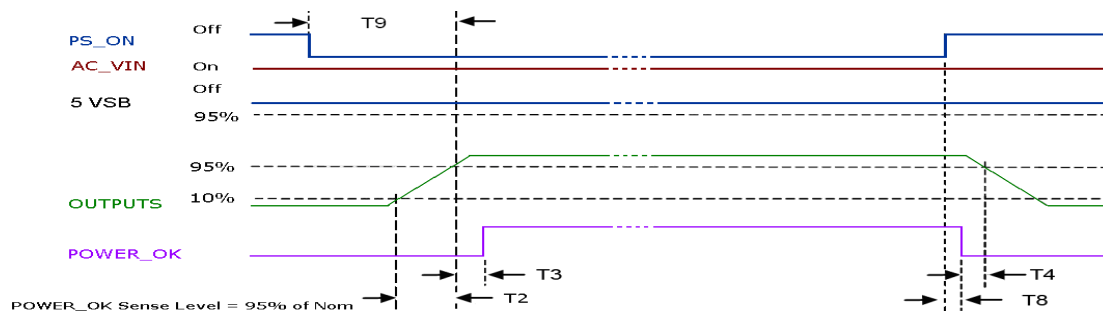 Off
T9
PS_ON
AC_VIN
On
Off
5 VSB
95%
95%
10%
OUTPUTS
POWER_OK
T3
T4
T2
T8
POWER_OK Sense Level = 95% of Nom